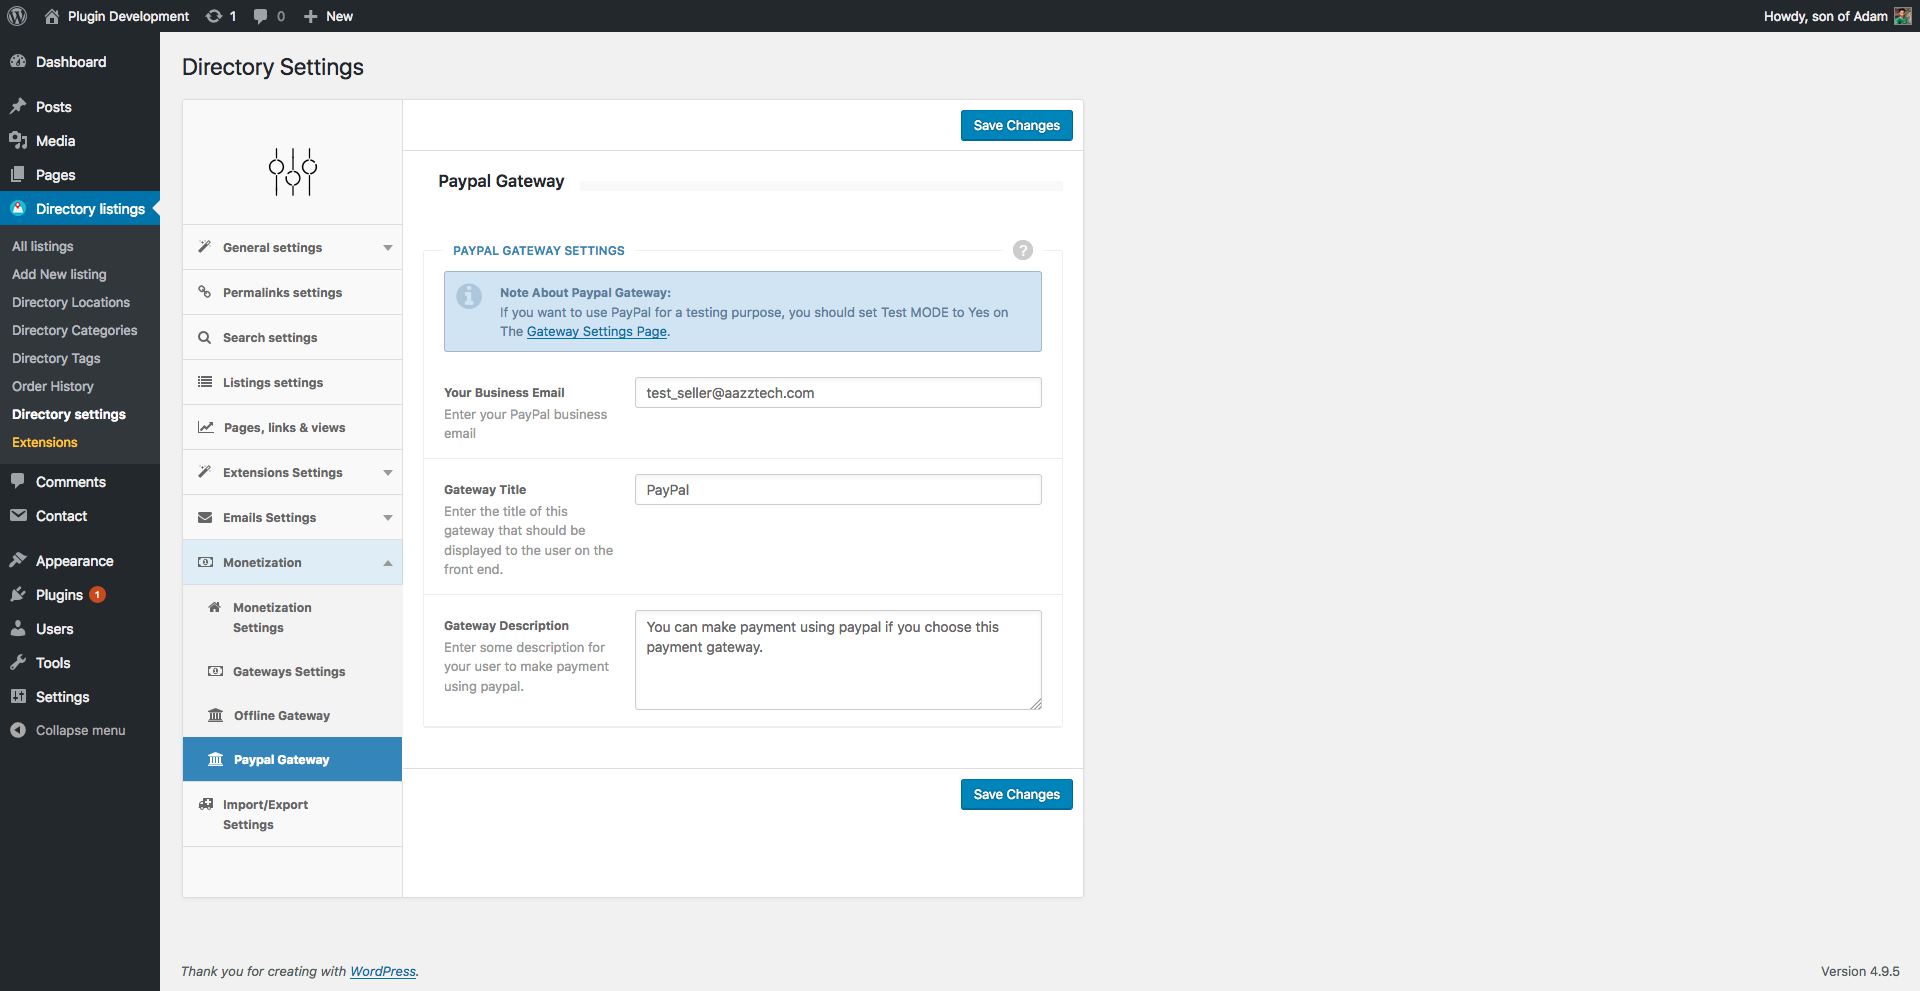 Plugin Development
1
0
New
Howdy, son of Adam
Dashboard
Posts
Media
Pages
Directory listings
All listings
Add New listing
Directory Locations
Directory Categories
Directory Tags
Order History
Directory settings
Extensions
Comments
Contact
Appearance
Plugins 1
Users
Tools
Settings
Collapse menu
Directory Settings
General settings
Permalinks settings
Search settings
Listings settings
Pages, links & views
Extensions Settings
Emails Settings
Monetization
Monetization
Settings
Gateways Settings
Offline Gateway
Paypal Gateway
Import/Export
Settings
Save Changes
Paypal Gateway
PAYPAL GATEWAY SETTINGS
?
Note About Paypal Gateway:
If you want to use PayPal for a testing purpose, you should set Test MODE to Yes on
The Gateway Settings Page.
Your Business Email
Enter your PayPal business
email
test_seller@aazztech.com
Gateway Title
Enter the title of this
gateway that should be
displayed to the user on the
front end.
PayPal
Gateway Description
Enter some description for
your user to make payment
using paypal.
You can make payment using paypal if you choose this
payment gateway.
Save Changes
Thank you for creating with WordPress.
Version 4.9.5